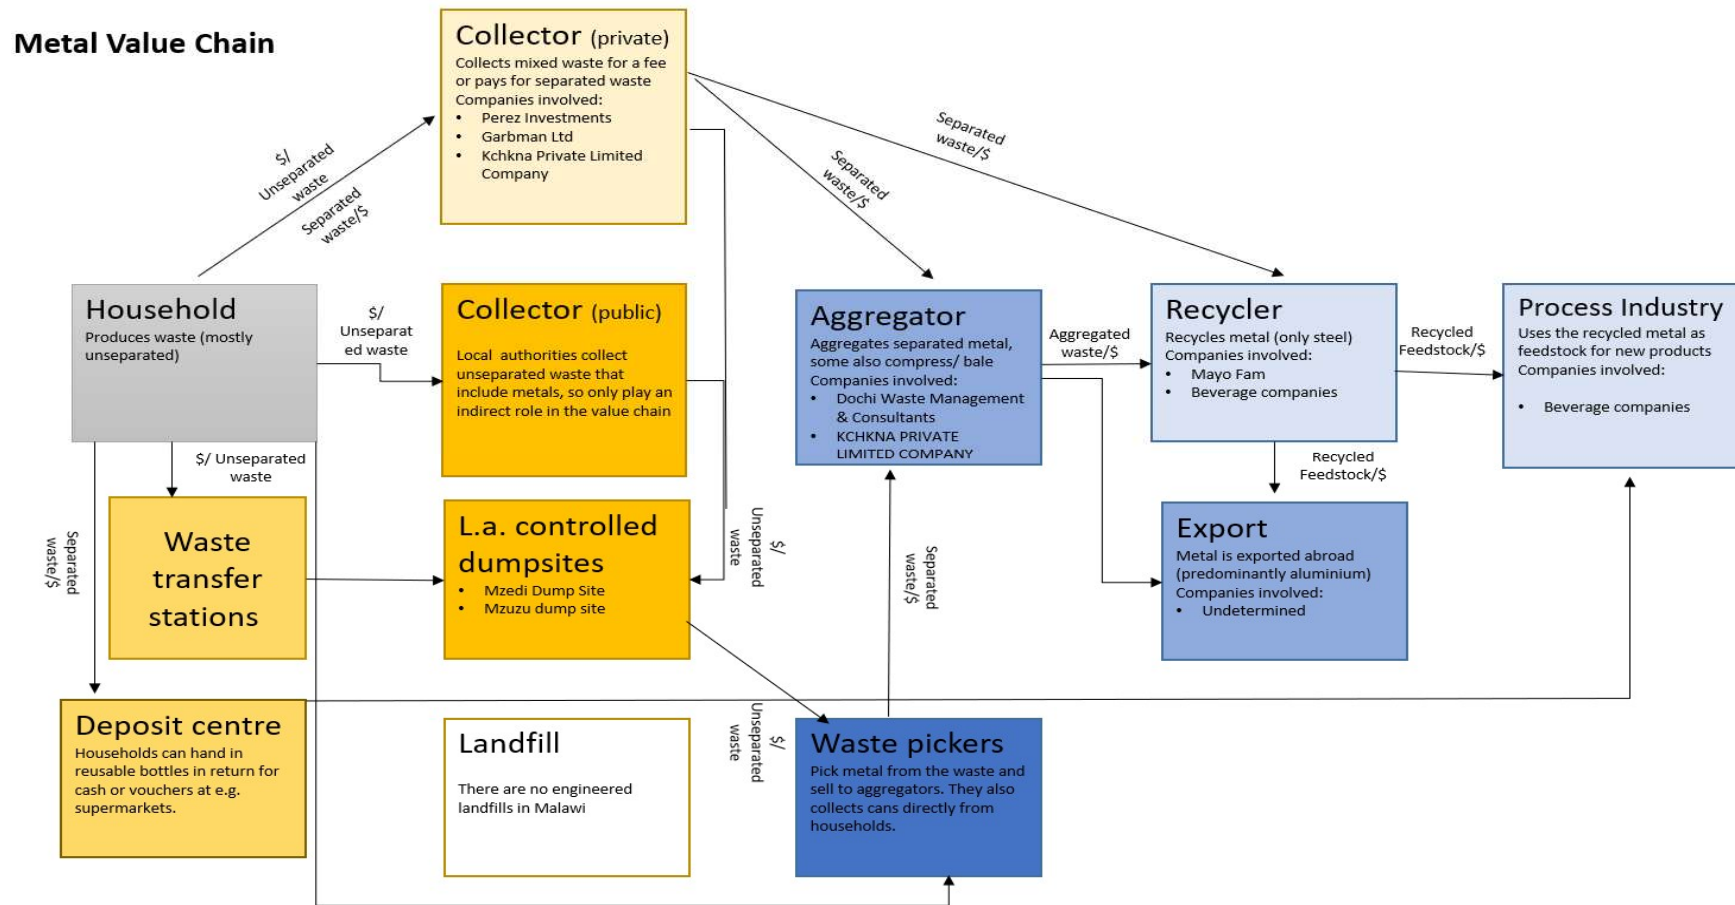 Metal Value Chain
Collector (private)
Collects mixed waste for a fee
or pays for separated waste
Companies involved:
• Perez Investments
• Garbman Ltd
• Kchkna Private Limited
Company
$/
Unseparated
waste
Separated
waste/$
Separated
waste/$
Separated
waste/$
Household
Produces waste (mostly
unseparated)
$/
Unseparat
ed waste
Collector (public)
Local authorities collect
unseparated waste that
include metals, so only play an
indirect role in the value chain
Aggregator
Aggregates separated metal,
some also compress/ bale
Companies involved:
• Dochi Waste Management
& Consultants
• KCHKNA PRIVATE
LIMITED COMPANY
Aggregated
waste/$
Recycler
Recycles metal (only steel)
Companies involved:
• Mayo Fam
• Beverage companies
Recycled
Feedstock/$
Process Industry
Uses the recycled metal as
feedstock for new products
Companies involved:
• Beverage companies
$/ Unseparated
waste
Recycled
Feedstock/$
Separated
waste/$
Waste
transfer
stations
L.a. controlled
dumpsites
• Mzedi Dump Site
• Mzuzu dump site
$/
Unseparated
waste
Separated
waste/$
Export
Metal is exported abroad
(predominantly aluminium)
Companies involved:
• Undetermined
Deposit centre
Households can hand in
reusable bottles in return for
cash or vouchers at e.g.
supermarkets.
Landfill
There are no engineered
landfills in Malawi
$/
Unseparated
waste
Waste pickers
Pick metal from the waste and
sell to aggregators. They also
collects cans directly from
households.